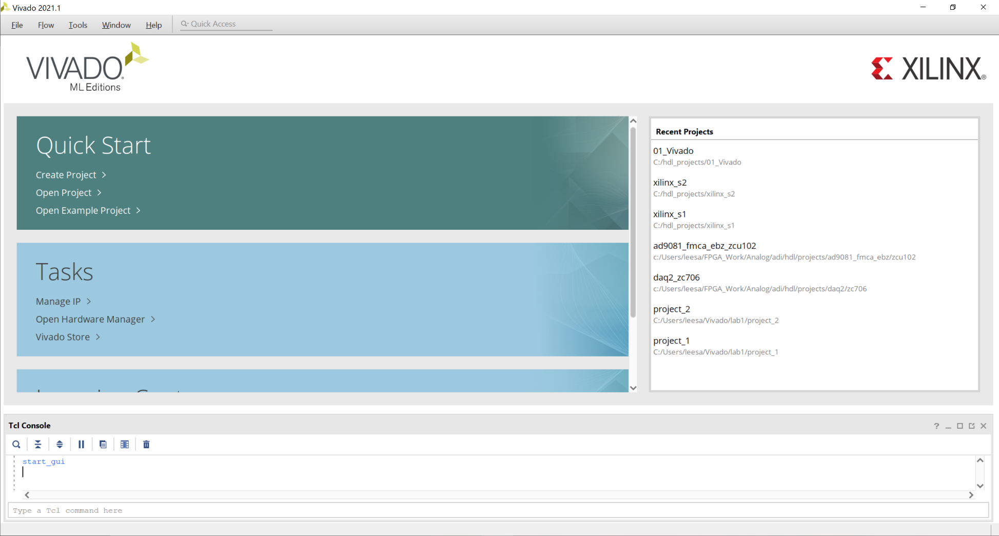 Vivado 2021.1
File Flow Tools Window Help Quick Access
VIVADO
ML Editions
XILINX®
Quick Start
Create Project >
Open Project >
Open Example Project >
Tasks
Manage IP >
Open Hardware Manager >
Vivado Store >
Recent Projects
01_Vivado
C:/hdl_projects/01_Vivado
xilinx_s2
C:/hdl_projects/xilinx_s2
xilinx_s1
C:/hdl_projects/xilinx_s1
ad9081_fmca_ebz_zcu102
c:/Users/leesa/FPGA_Work/Analog/adi/hdl/projects/ad9081_fmca_ebz/zcu102
daq2_zc706
c:/Users/leesa/FPGA_Work/Analog/adi/hdl/projects/daq2/zc706
project_2
C:/Users/leesa/Vivado/lab1/project_2
project_1
C:/Users/leesa/Vivado/lab1/project_1
Tcl Console
start_gui
Type a Tcl command here